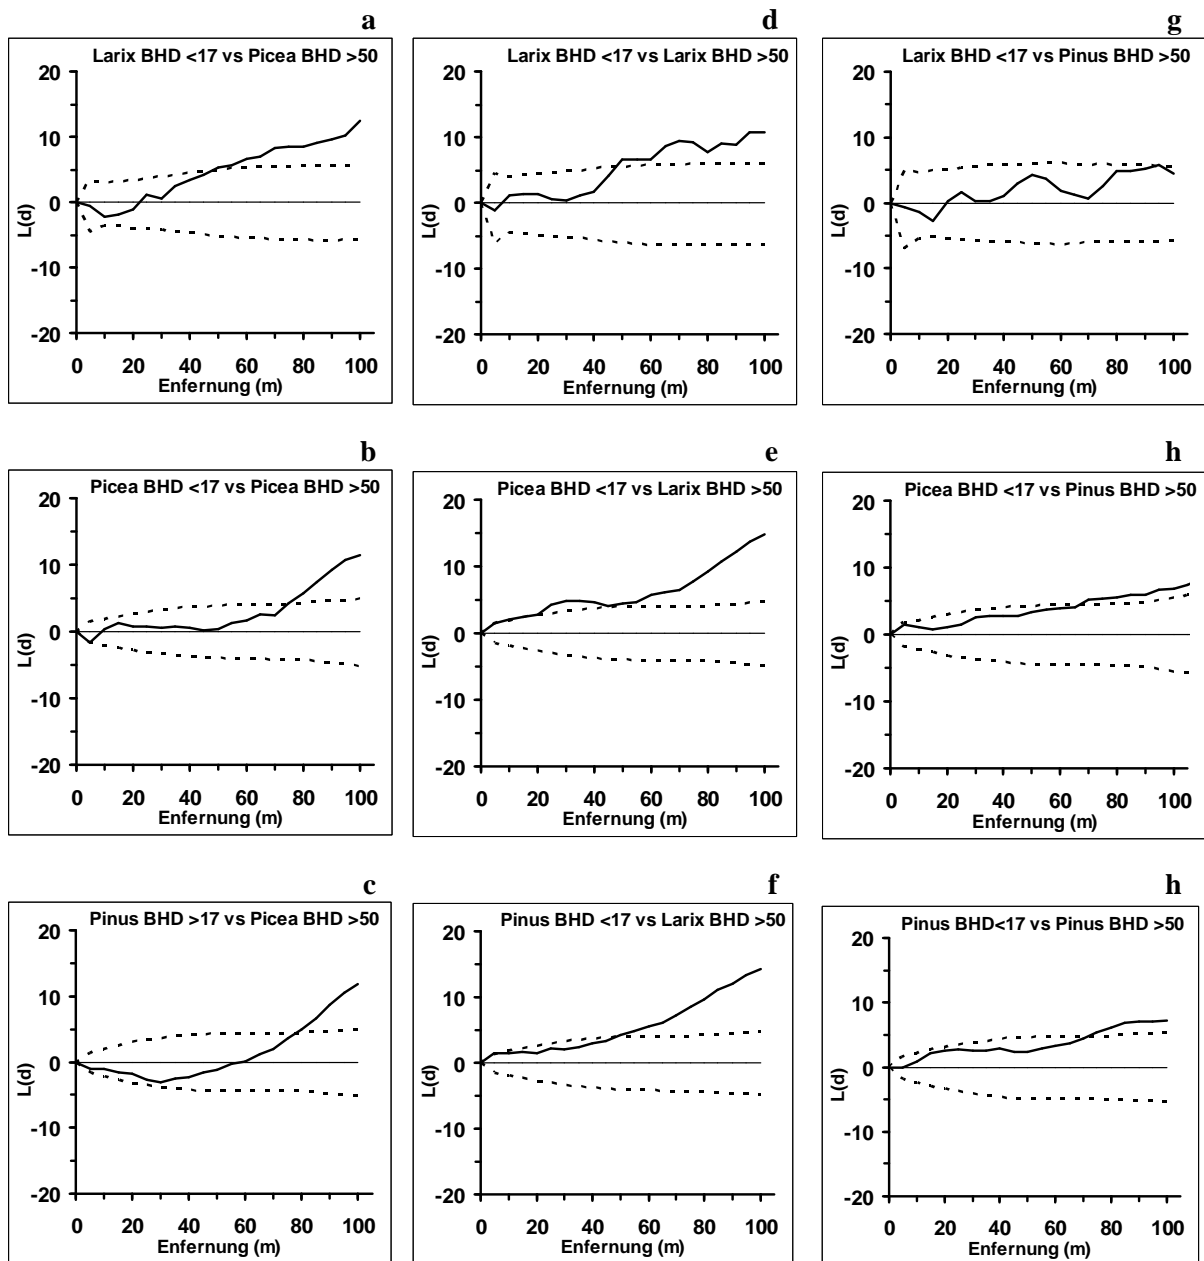 a
Larix BHD <17 vs Picea BHD >50
20
10
0
-10
-20
L(d)
0 20 40 60 80 100
Enfernung (m)
d
Larix BHD <17 vs Larix BHD >50
20
10
0
-10
-20
L(d)
0 20 40 60 80 100
Enfernung (m)
g
Larix BHD <17 vs Pinus BHD >50
20
10
0
-10
-20
L(d)
0 20 40 60 80 100
Enfernung (m)
b
Picea BHD <17 vs Picea BHD >50
20
10
0
-10
-20
L(d)
0 20 40 60 80 100
Enfernung (m)
e
Picea BHD <17 vs Larix BHD >50
20
10
0
-10
-20
L(d)
0 20 40 60 80 100
Enfernung (m)
h
Picea BHD <17 vs Pinus BHD >50
20
10
0
-10
-20
L(d)
0 20 40 60 80 100
Enfernung (m)
c
Pinus BHD >17 vs Picea BHD >50
20
10
0
-10
-20
L(d)
0 20 40 60 80 100
Enfernung (m)
f
Pinus BHD <17 vs Larix BHD >50
20
10
0
-10
-20
L(d)
0 20 40 60 80 100
Enfernung (m)
h
Pinus BHD<17 vs Pinus BHD >50
20
10
0
-10
-20
L(d)
0 20 40 60 80 100
Enfernung (m)